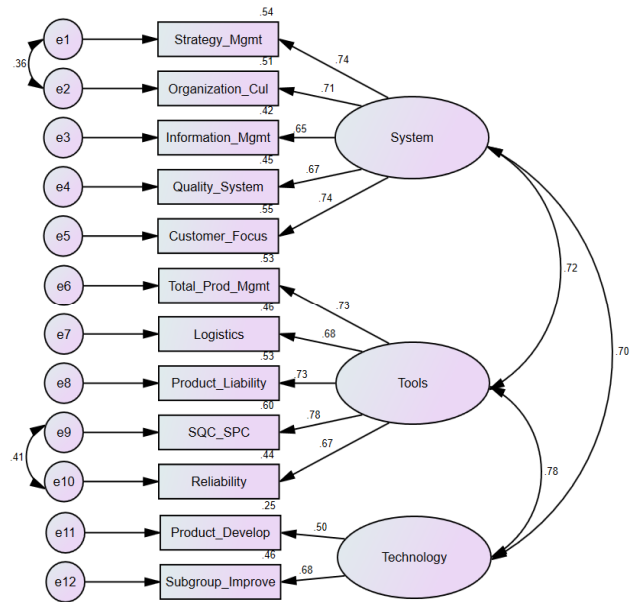 .54
e1 Strategy_Mgmt .74
.36 .51
e2 Organization_Cul .71
.42
e3 Information_Mgmt .65 System
.45
e4 Quality_System .67
.55 .74
e5 Customer_Focus
.53 .72
e6 Total_Prod_Mgmt .73
.46
e7 Logistics .68 .70
.53
e8 Product_Liability .73 Tools
.60
e9 SQC_SPC .78
.41 .44 .67
e10 Reliability .78
.25
e11 Product_Develop .50
.46 Technology
e12 Subgroup_Improve .68